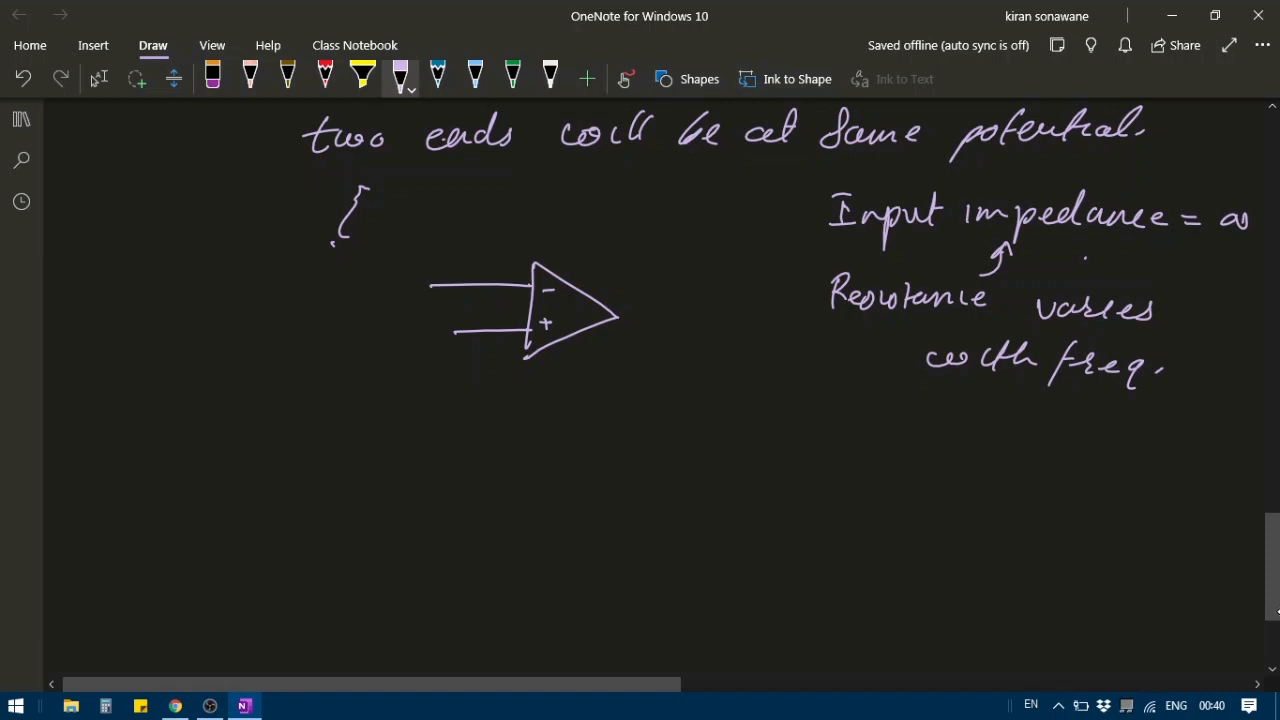 OneNote for Windows 10
kiran sonawane
Home Insert Draw View Help Class Notebook
Saved offline (auto sync is off)
Share
Shapes
Ink to Shape
Ink to Text
two ends will be at same potential.
Input impedance = ∞
Resistance varies
with freq.
-
+
EN
ENG
00:40